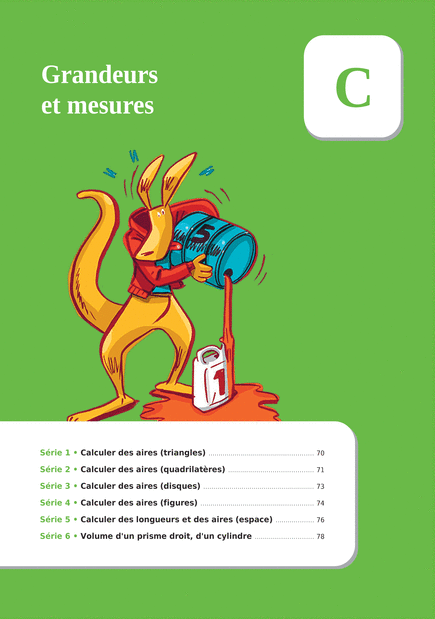 Grandeurs
et mesures
C
5
1
Série 1 • Calculer des aires (triangles) ........................................ 70
Série 2 • Calculer des aires (quadrilatères) ................................ 71
Série 3 • Calculer des aires (disques) .......................................... 73
Série 4 • Calculer des aires (figures) ........................................... 74
Série 5 • Calculer des longueurs et des aires (espace) .............. 76
Série 6 • Volume d'un prisme droit, d'un cylindre ...................... 78